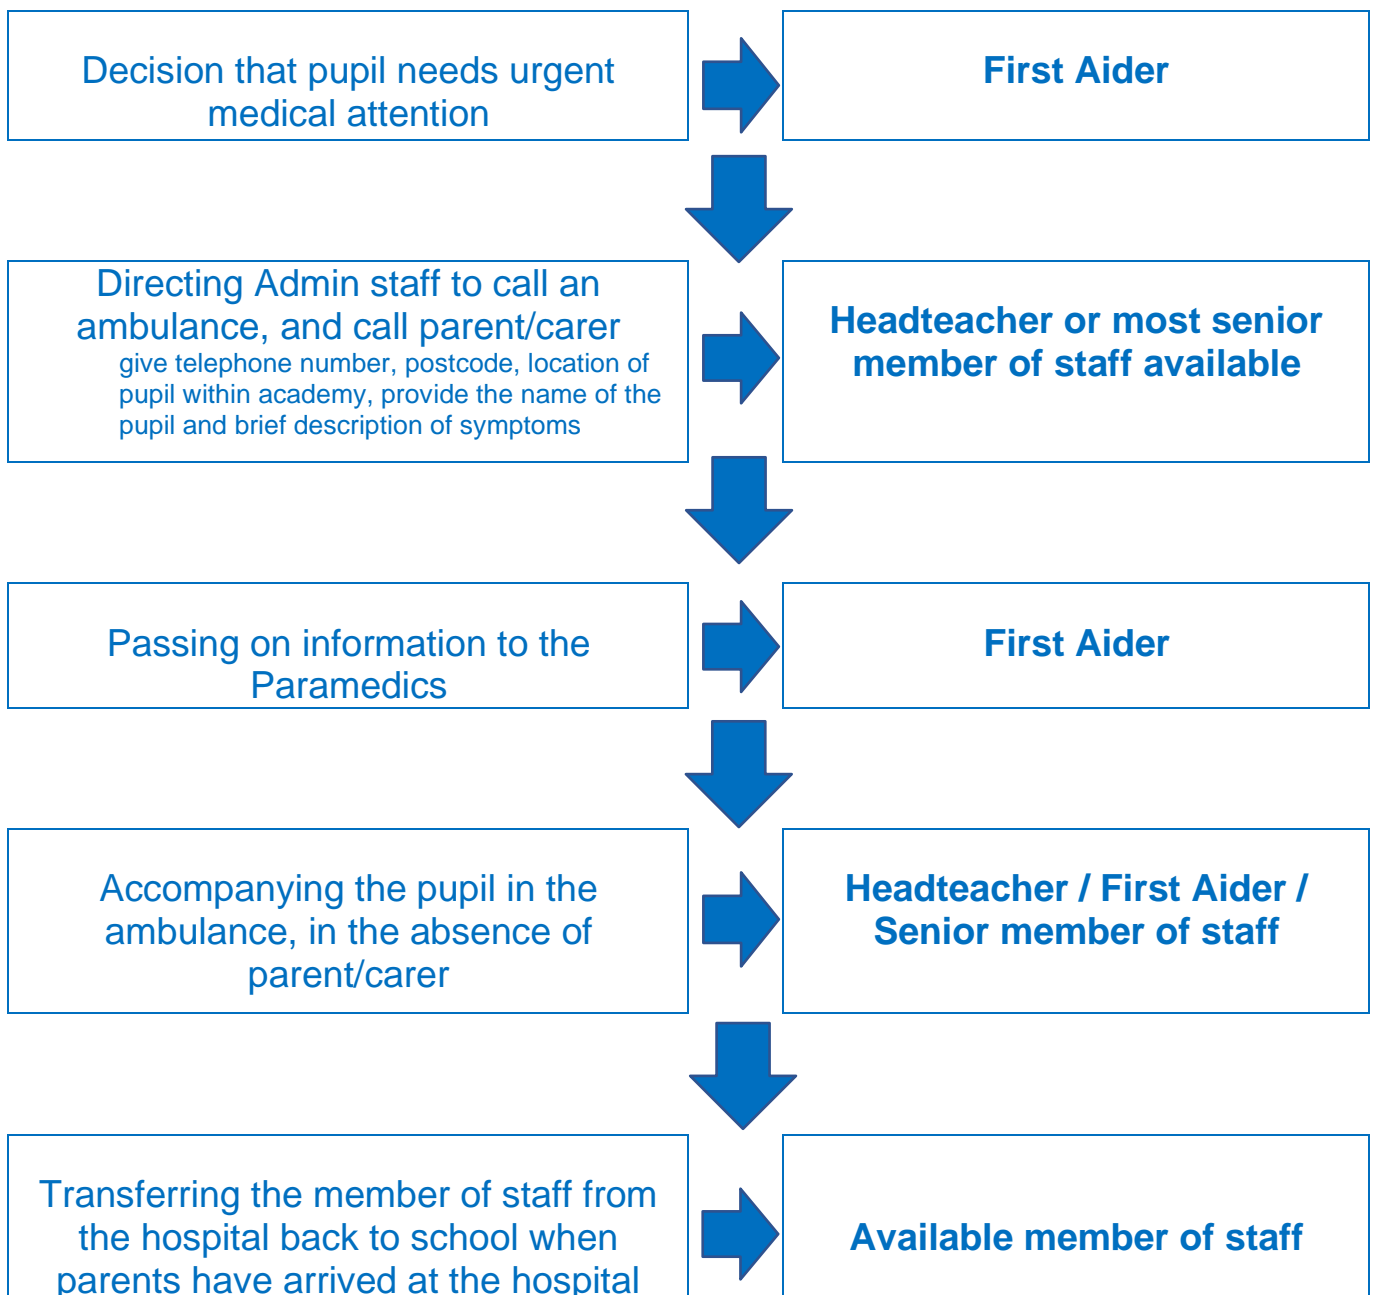 Decision that pupil needs urgent
medical attention
First Aider
Directing Admin staff to call an
ambulance, and call parent/carer
give telephone number, postcode, location of
pupil within academy, provide the name of the
pupil and brief description of symptoms
Headteacher or most senior
member of staff available
Passing on information to the
Paramedics
First Aider
Accompanying the pupil in the
ambulance, in the absence of
parent/carer
Headteacher / First Aider /
Senior member of staff
Transferring the member of staff from
the hospital back to school when
parents have arrived at the hospital
Available member of staff